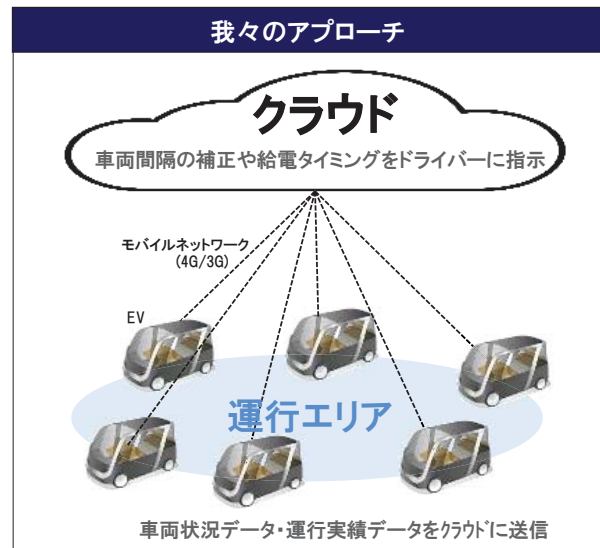 我々のアプローチ
クラウド
車両間隔の補正や給電タイミングをドライバーに指示
モバイルネットワーク
(4G/3G)
EV
運行エリア
車両状況データ・運行実績データをクラウドに送信